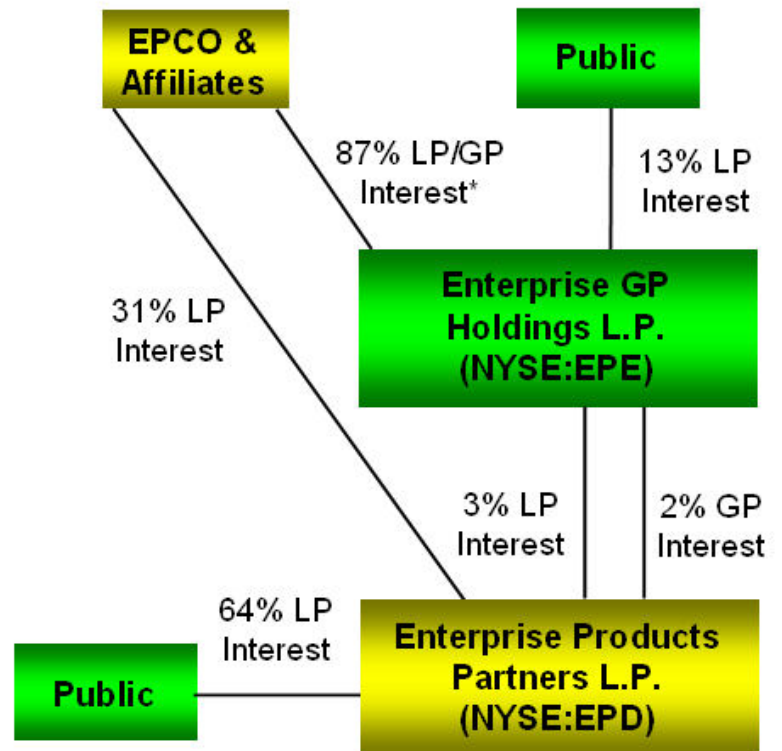 EPCO &
Affiliates
Public
87% LP/GP
Interest*
13% LP
Interest
31% LP
Interest
Enterprise GP
Holdings L.P.
(NYSE:EPE)
3% LP
Interest
2% GP
Interest
64% LP
Interest
Public
Enterprise Products
Partners L.P.
(NYSE:EPD)